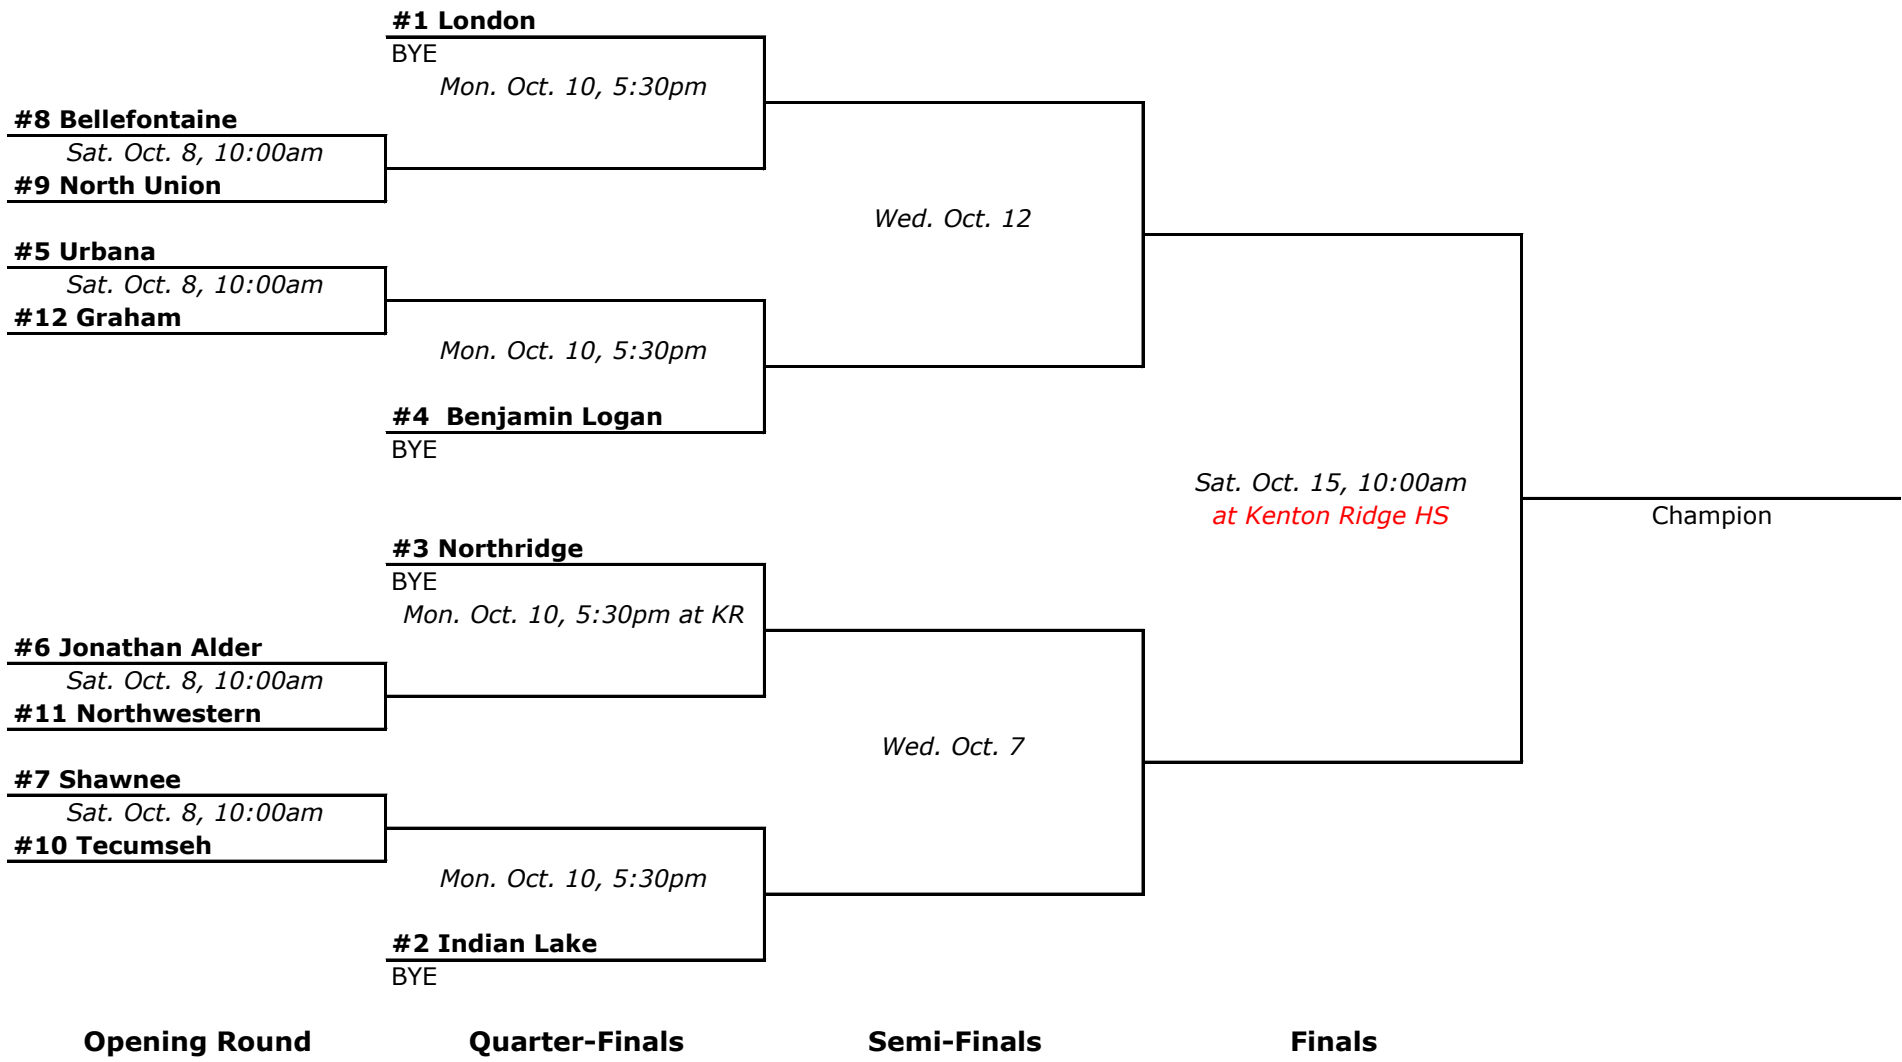 #1 London
BYE
Mon. Oct. 10, 5:30pm
#8 Bellefontaine
Sat. Oct. 8, 10:00am
#9 North Union
Wed. Oct. 12
#5 Urbana
Sat. Oct. 8, 10:00am
#12 Graham
Mon. Oct. 10, 5:30pm
#4  Benjamin Logan
BYE
Sat. Oct. 15, 10:00am
at Kenton Ridge HS
Champion
#3 Northridge
BYE
Mon. Oct. 10, 5:30pm at KR
#6 Jonathan Alder
Sat. Oct. 8, 10:00am
#11 Northwestern
Wed. Oct. 7
#7 Shawnee
Sat. Oct. 8, 10:00am
#10 Tecumseh
Mon. Oct. 10, 5:30pm
#2 Indian Lake
BYE
Opening Round
Quarter-Finals
Semi-Finals
Finals